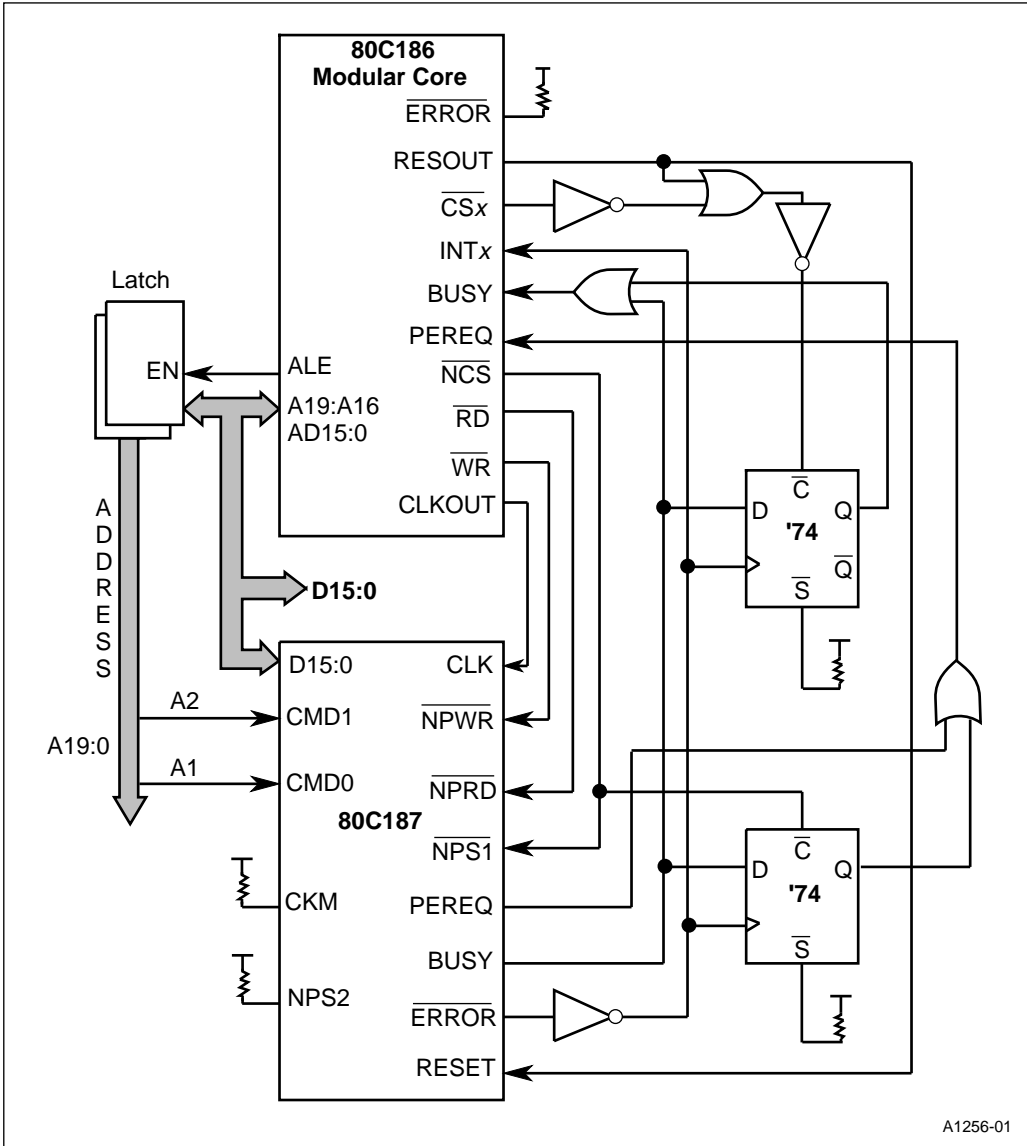 80C186
Modular Core
ERROR
RESOUT
CSx
INTx
BUSY
PEREQ
NCS
RD
WR
CLKOUT
ALE
A19:A16
AD15:0
Latch
EN
ADDRESS
A19:0
A2
A1
D15:0
80C187
D15:0
CMD1
CMD0
CKM
NPS2
CLK
NPWR
NPRD
NPS1
PEREQ
BUSY
ERROR
RESET
C
D
Q
'74
Q
S
C
D
Q
'74
S
A1256-01